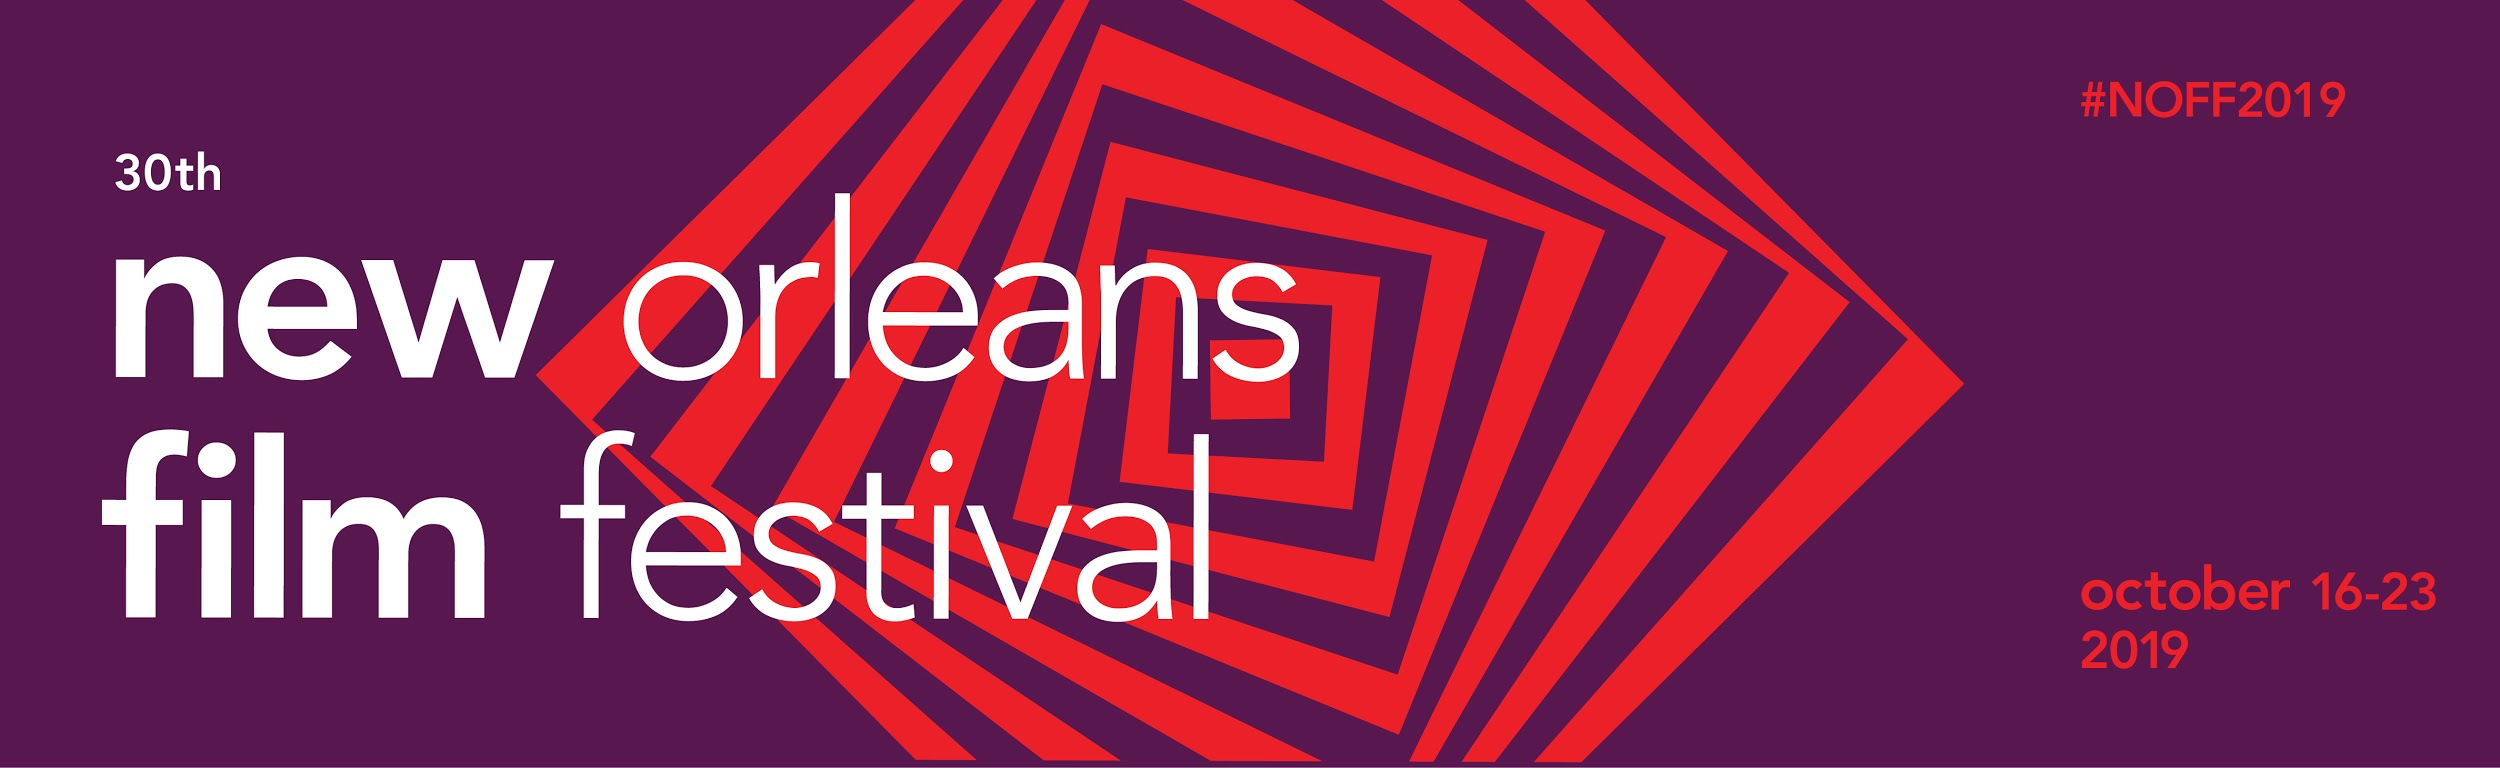 30th
new orleans
film festival
#NOFF2019
october 16-23
2019